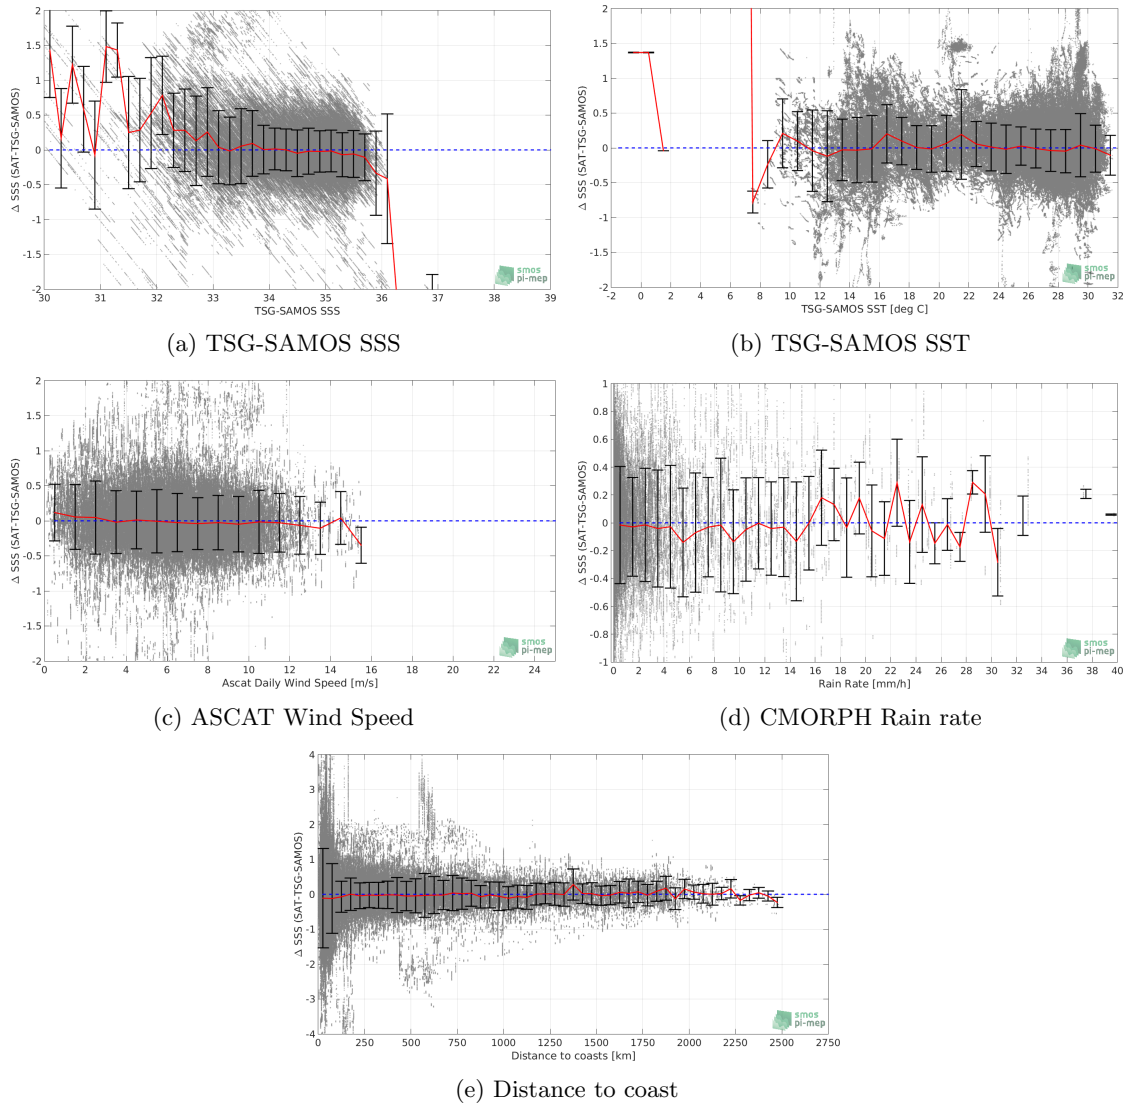 2
1.5
1
0.5
0
-0.5
-1
-1.5
-2
Δ SSS (SAT-TSG-SAMOS)
30 31 32 33 34 35 36 37 38 39
TSG-SAMOS SSS
smos
pi-mep
(a) TSG-SAMOS SSS
2
1.5
1
0.5
0
-0.5
-1
-1.5
-2
Δ SSS (SAT-TSG-SAMOS)
-2 0 2 4 6 8 10 12 14 16 18 20 22 24 26 28 30 32
TSG-SAMOS SST [deg C]
smos
pi-mep
(b) TSG-SAMOS SST
2
1.5
1
0.5
0
-0.5
-1
-1.5
-2
Δ SSS (SAT-TSG-SAMOS)
0 2 4 6 8 10 12 14 16 18 20 22 24
Ascat Daily Wind Speed [m/s]
smos
pi-mep
(c) ASCAT Wind Speed
1
0.8
0.6
0.4
0.2
0
-0.2
-0.4
-0.6
-0.8
-1
Δ SSS (SAT-TSG-SAMOS)
0 2 4 6 8 10 12 14 16 18 20 22 24 26 28 30 32 34 36 38 40
Rain Rate [mm/h]
smos
pi-mep
(d) CMORPH Rain rate
4
3
2
1
0
-1
-2
-3
-4
Δ SSS (SAT-TSG-SAMOS)
0 250 500 750 1000 1250 1500 1750 2000 2250 2500 2750
Distance to coasts [km]
smos
pi-mep
(e) Distance to coast